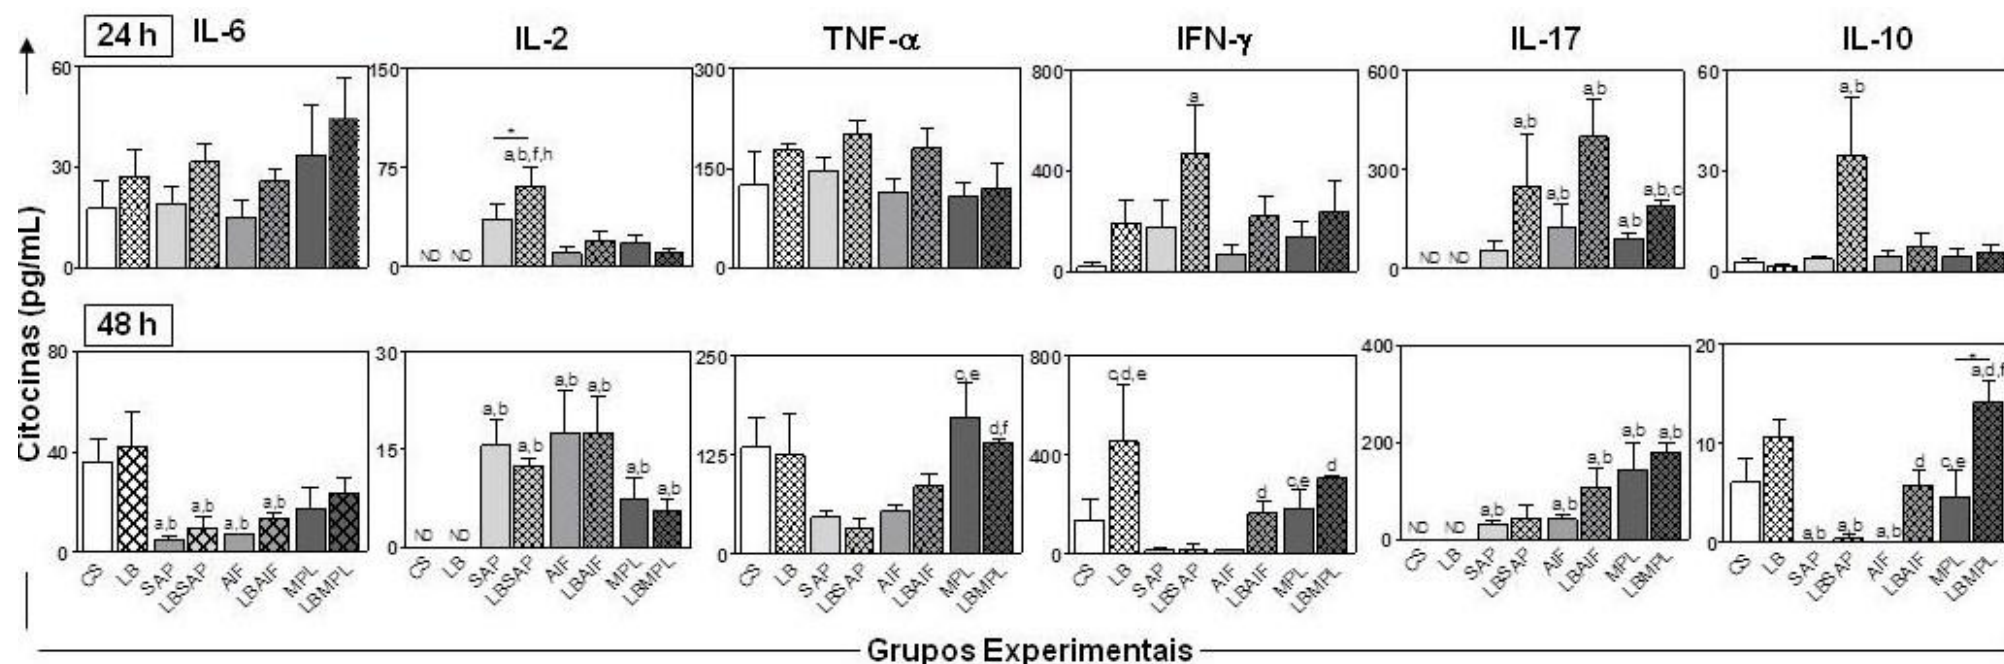 24 h
IL-6
IL-2
TNF-α
IFN-γ
IL-17
IL-10
Citocinas (pg/mL)
60
30
0
150
75
0
ND ND
*
a,b,f,h
300
150
0
800
400
0
a
600
300
0
ND ND
a,b
a,b
a,b
a,b
a,b,c
60
30
0
a,b
48 h
80
40
0
a,b
a,b
a,b
a,b
CS LB SAP LBSAP AIF LBAIF MPL LBMPL
30
15
0
ND ND
a,b
a,b
a,b
a,b
a,b
a,b
CS LB SAP LBSAP AIF LBAIF MPL LBMPL
250
125
0
c,e
d,f
CS LB SAP LBSAP AIF LBAIF MPL LBMPL
800
400
0
c,d,e
d
c,e
d
CS LB SAP LBSAP AIF LBAIF MPL LBMPL
400
200
0
ND ND
a,b
a,b
a,b
a,b
a,b
CS LB SAP LBSAP AIF LBAIF MPL LBMPL
20
10
0
a,b
a,b
a,b
d
c,e
*
a,d,f
CS LB SAP LBSAP AIF LBAIF MPL LBMPL
Grupos Experimentais